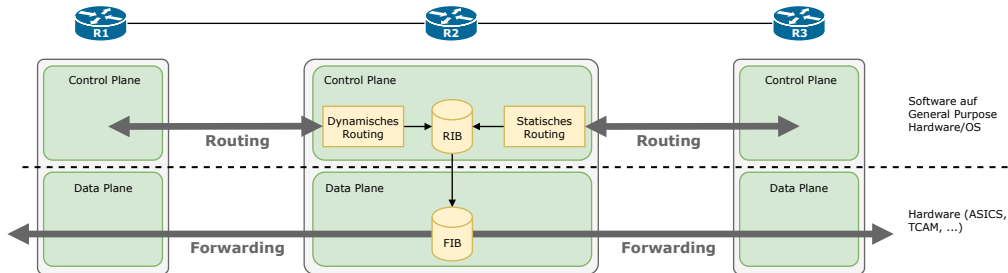 R1
R2
R3
Control Plane
Control Plane
Control Plane
Dynamisches
Routing
RIB
Statisches
Routing
Routing
Routing
Software auf
General Purpose
Hardware/OS
Data Plane
Data Plane
Data Plane
Forwarding
FIB
Forwarding
Hardware (ASICS,
TCAM, ...)